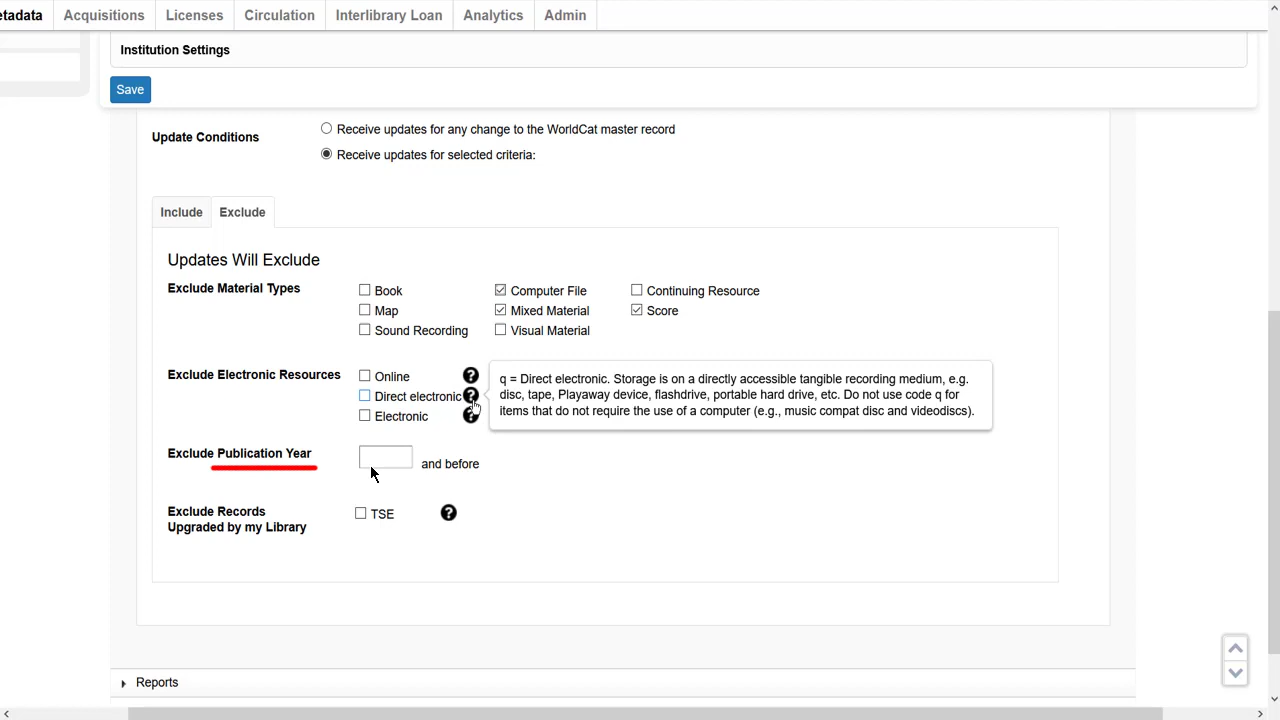 etadata Acquisitions Licenses Circulation Interlibrary Loan Analytics Admin
Institution Settings
Save
Update Conditions
Receive updates for any change to the WorldCat master record
Receive updates for selected criteria:
Include Exclude
Updates Will Exclude
Exclude Material Types
Book Computer File Continuing Resource
Map Mixed Material Score
Sound Recording Visual Material
Exclude Electronic Resources
Online ?
Direct electronic ?
Electronic ?
q = Direct electronic. Storage is on a directly accessible tangible recording medium, e.g.
disc, tape, Playaway device, flashdrive, portable hard drive, etc. Do not use code q for
items that do not require the use of a computer (e.g., music compat disc and videodiscs).
Exclude Publication Year and before
Exclude Records
Upgraded by my Library
TSE ?
Reports